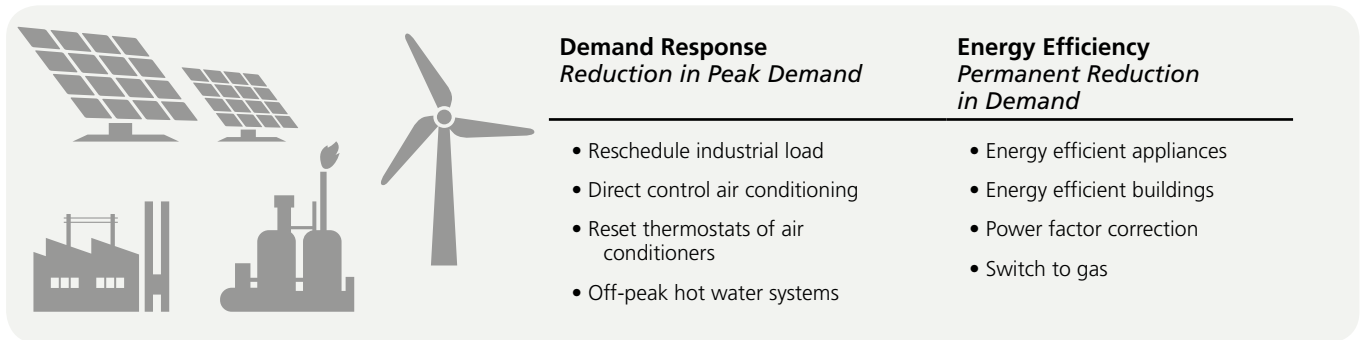 Demand Response
Reduction in Peak Demand
• Reschedule industrial load
• Direct control air conditioning
• Reset thermostats of air
conditioners
• Off-peak hot water systems
Energy Efficiency
Permanent Reduction
in Demand
• Energy efficient appliances
• Energy efficient buildings
• Power factor correction
• Switch to gas